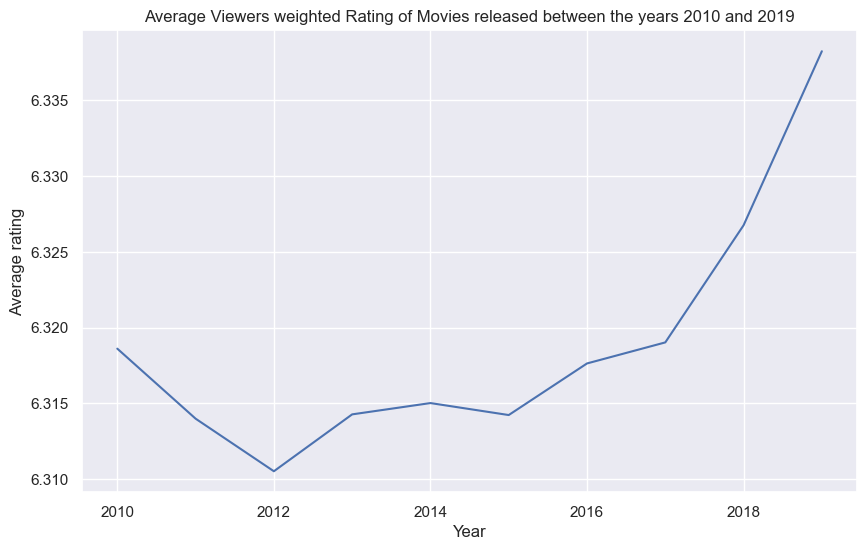 Average Viewers weighted Rating of Movies released between the years 2010 and 2019
6.335
6.330
6.325
6.320
6.315
6.310
Average rating
2010 2012 2014 2016 2018
Year